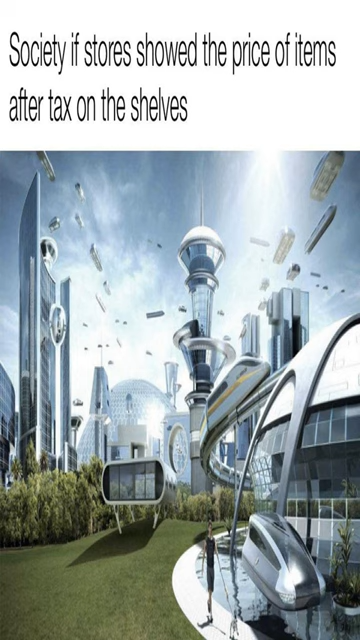 Society if stores showed the price of items
after tax on the shelves